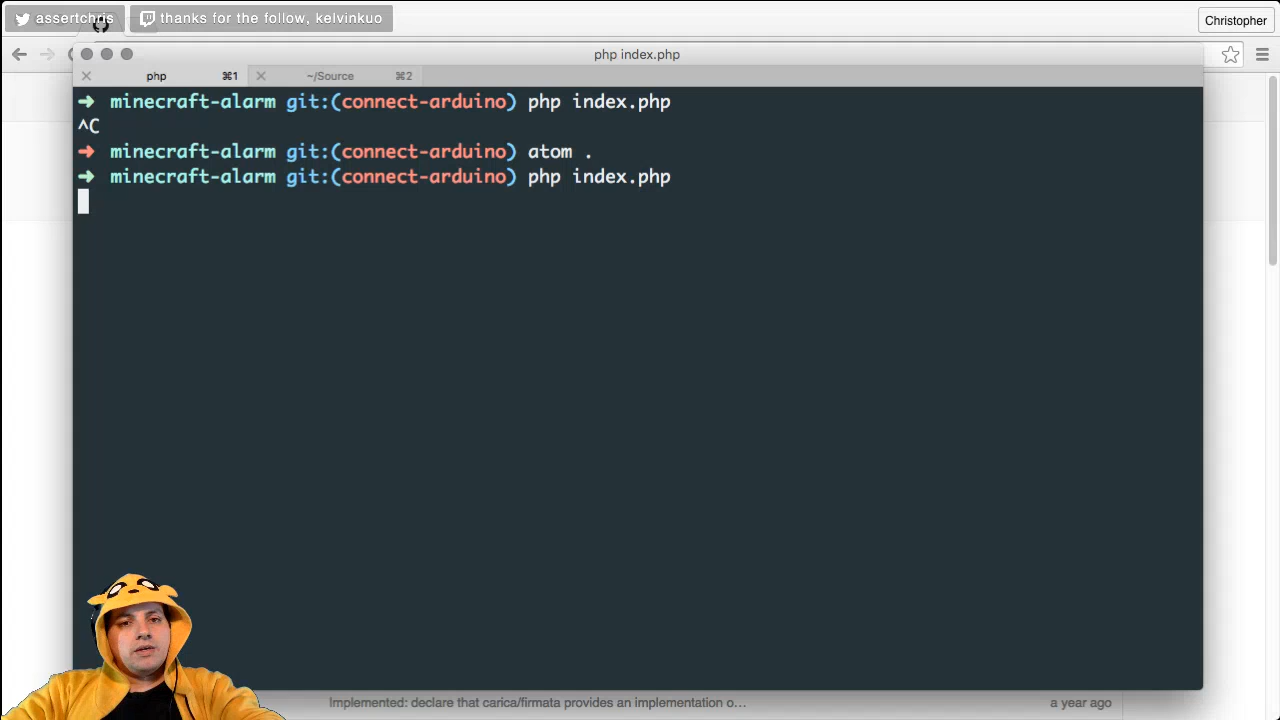 assertchris
thanks for the follow, kelvinkuo
Christopher
php index.php
php ⌘1
~/Source ⌘2
➜ minecraft-alarm git:(connect-arduino) php index.php
^C
➜ minecraft-alarm git:(connect-arduino) atom .
➜ minecraft-alarm git:(connect-arduino) php index.php
Implemented: declare that carica/firmata provides an implementation o…
a year ago